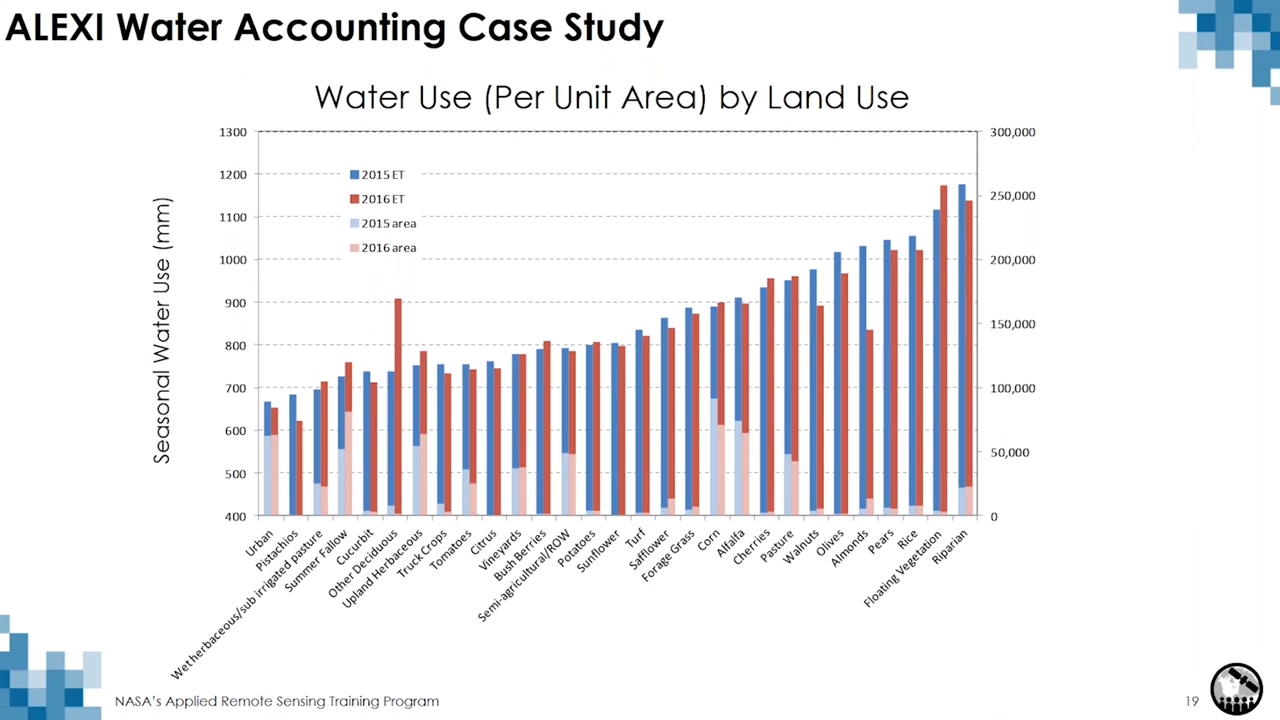 ALEXI Water Accounting Case Study
Water Use (Per Unit Area) by Land Use
Seasonal Water Use (mm)
1300
1200
1100
1000
900
800
700
600
500
400
2015 ET
2016 ET
2015 area
2016 area
300,000
250,000
200,000
150,000
100,000
50,000
0
Urban
Pistachios
Wet herbaceous/sub irrigated pasture
Summer Fallow
Cucurbit
Other Deciduous
Upland Herbaceous
Truck Crops
Tomatoes
Citrus
Vineyards
Bush Berries
Semi-agricultural/ROW
Potatoes
Sunflower
Turf
Safflower
Forage Grass
Corn
Alfalfa
Cherries
Pasture
Walnuts
Olives
Almonds
Pears
Rice
Floating Vegetation
Riparian
NASA's Applied Remote Sensing Training Program
19